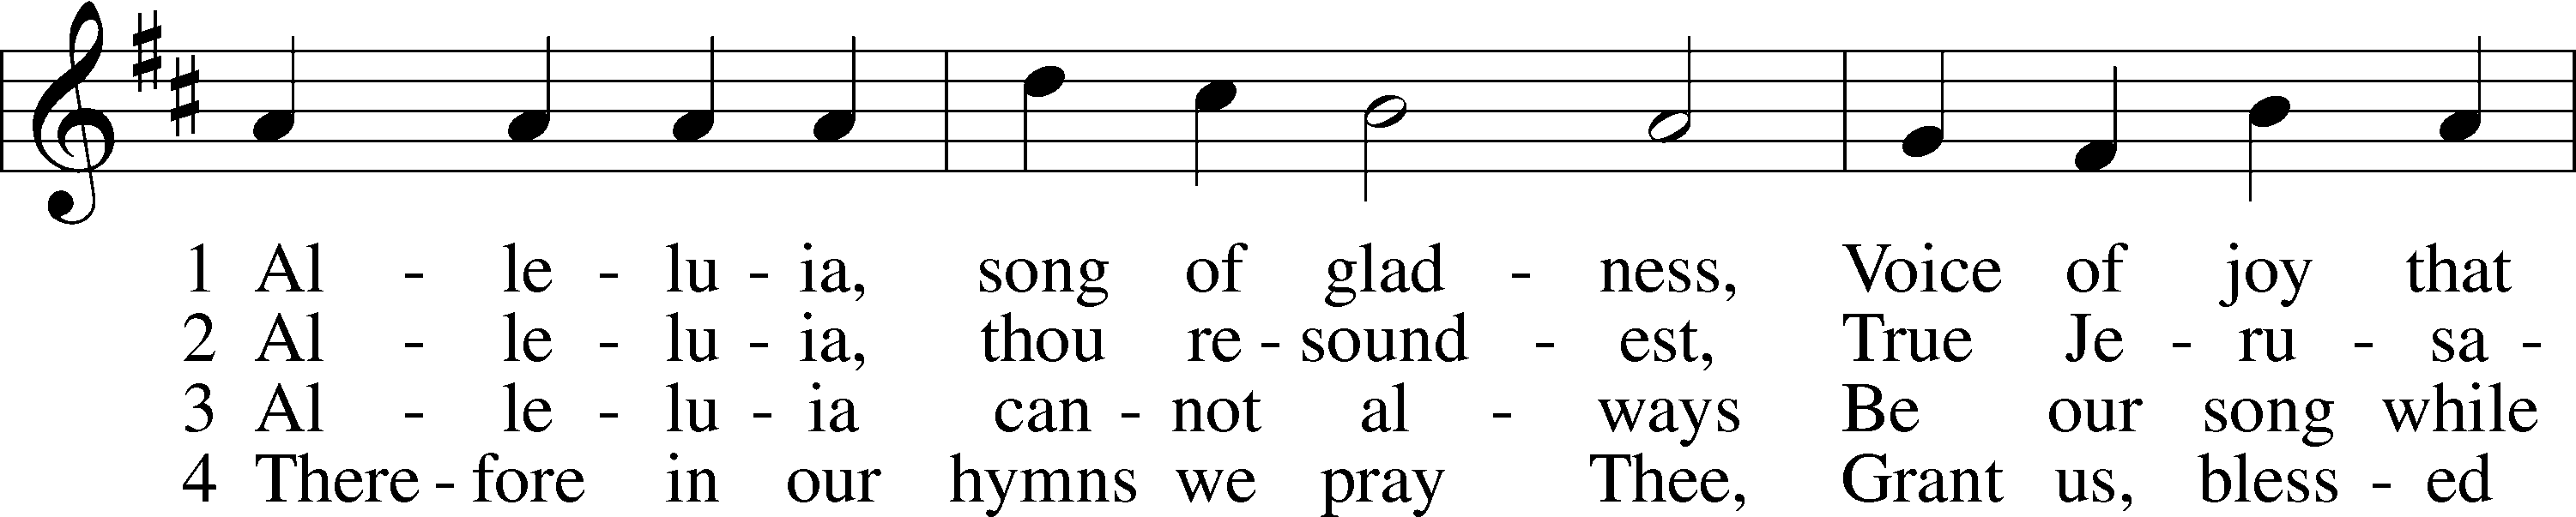 1 Al - le - lu - ia, song of glad - ness, Voice of joy that
2 Al - le - lu - ia, thou re - sound - est, True Je - ru - sa -
3 Al - le - lu - ia can - not al - ways Be our song while
4 There - fore in our hymns we pray Thee, Grant us, bless - ed